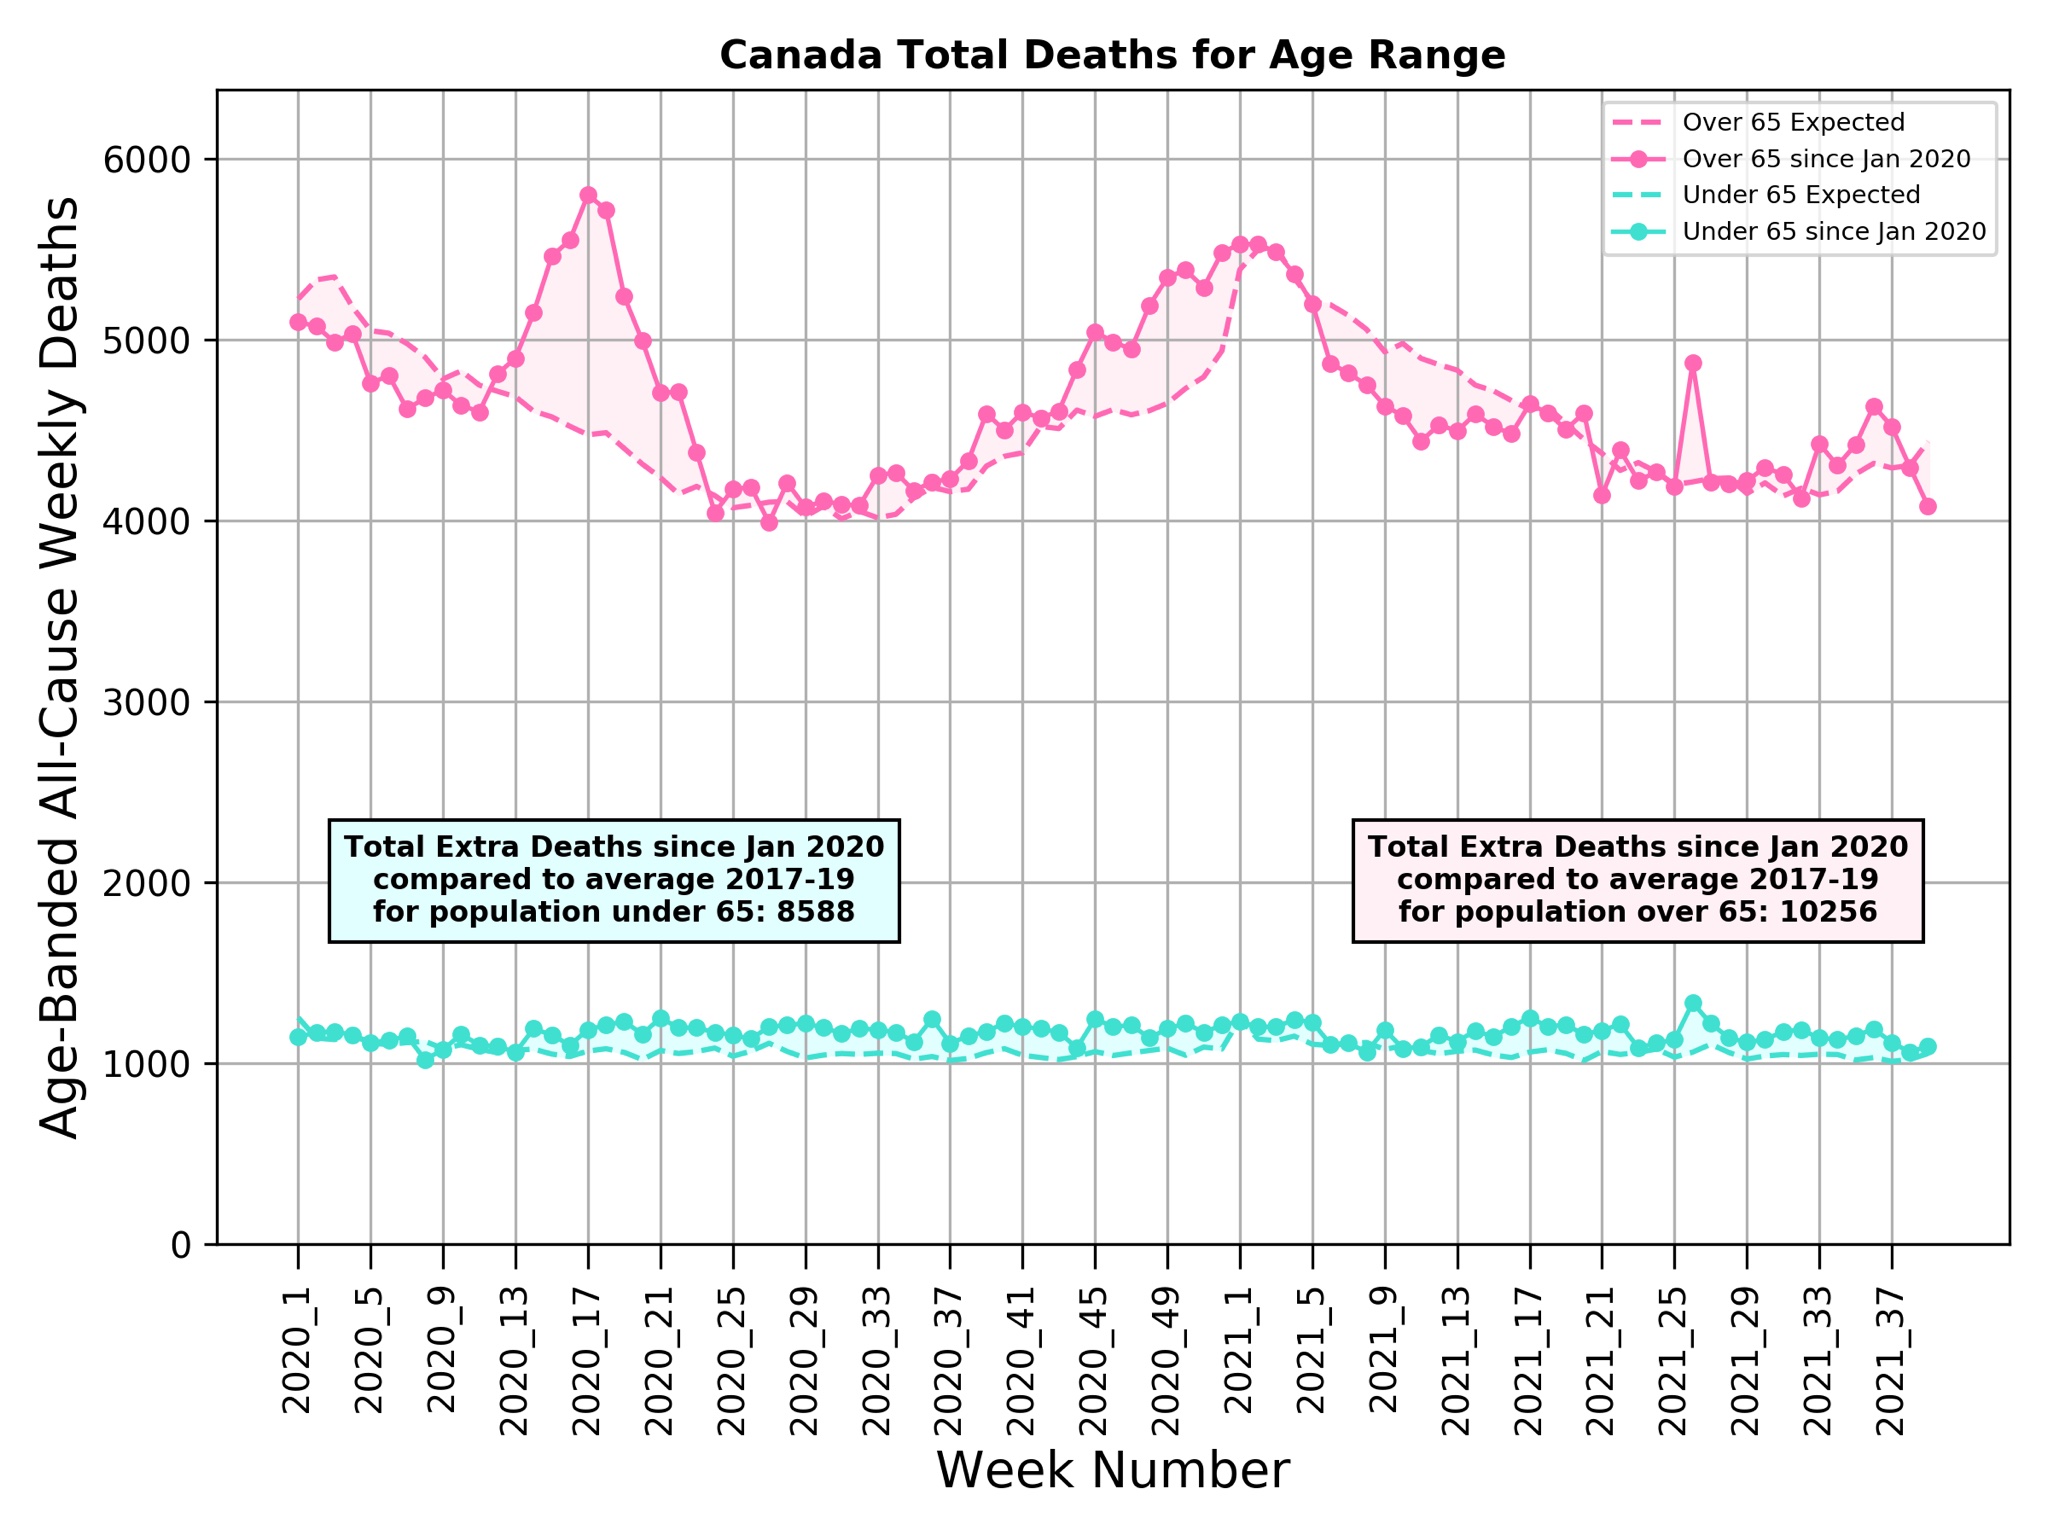 Canada Total Deaths for Age Range
Age-Banded All-Cause Weekly Deaths
6000
5000
4000
3000
2000
1000
0
Over 65 Expected
Over 65 since Jan 2020
Under 65 Expected
Under 65 since Jan 2020
Total Extra Deaths since Jan 2020
compared to average 2017-19
for population under 65: 8588
Total Extra Deaths since Jan 2020
compared to average 2017-19
for population over 65: 10256
2020_1
2020_5
2020_9
2020_13
2020_17
2020_21
2020_25
2020_29
2020_33
2020_37
2020_41
2020_45
2020_49
2021_1
2021_5
2021_9
2021_13
2021_17
2021_21
2021_25
2021_29
2021_33
2021_37
Week Number